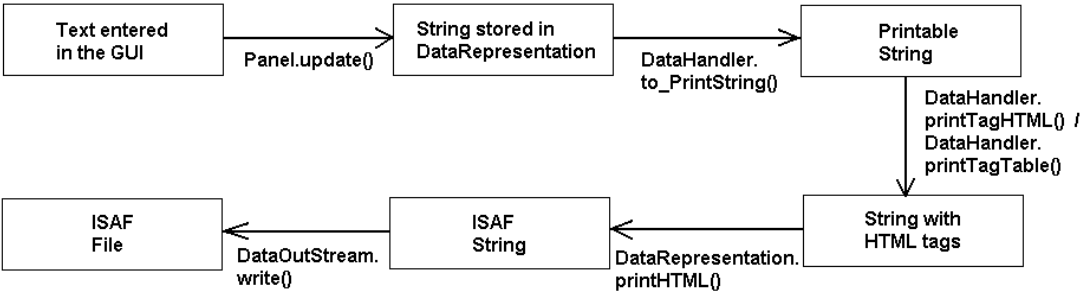 Text entered
in the GUI
Panel.update()
String stored in
DataRepresentation
DataHandler.
to_PrintString()
Printable
String
DataHandler.
printTagHTML() /
DataHandler.
printTagTable()
String with
HTML tags
DataRepresentation.
printHTML()
ISAF
String
DataOutStream.
write()
ISAF
File